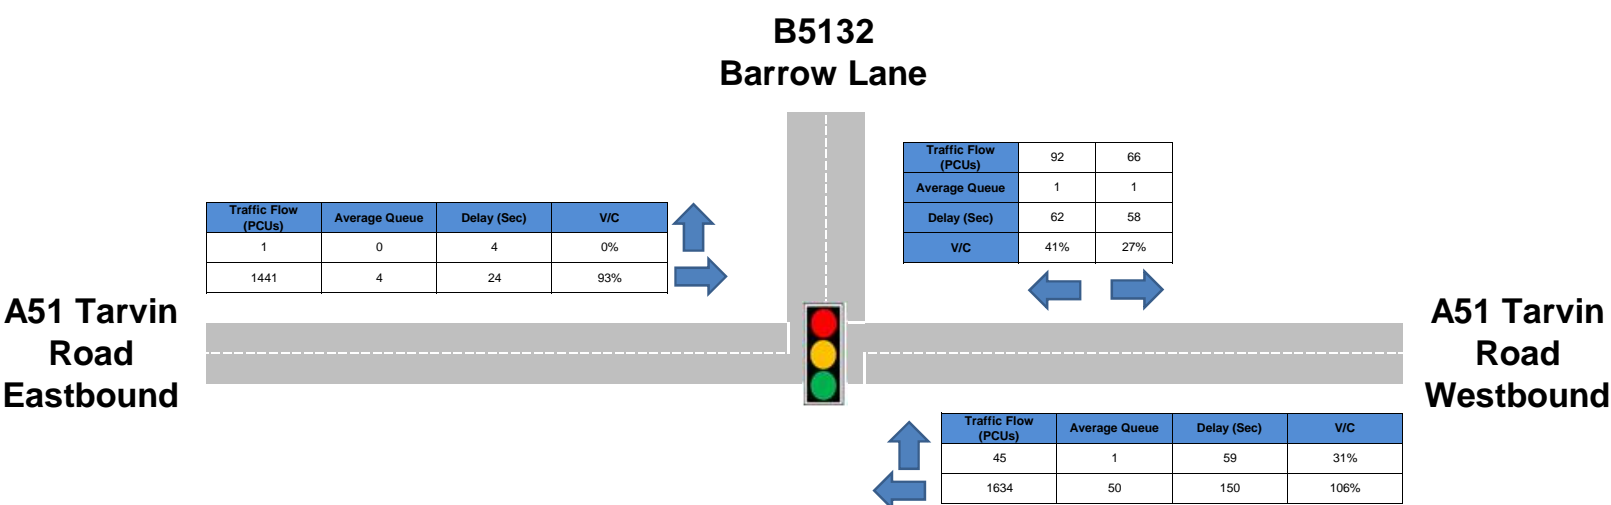 B5132
Barrow Lane
Traffic Flow
(PCUs)
92
66
Average Queue
1
1
Delay (Sec)
62
58
V/C
41%
27%
Traffic Flow
(PCUs)
Average Queue
Delay (Sec)
V/C
1
0
4
0%
1441
4
24
93%
A51 Tarvin
Road
Eastbound
A51 Tarvin
Road
Westbound
Traffic Flow
(PCUs)
Average Queue
Delay (Sec)
V/C
45
1
59
31%
1634
50
150
106%